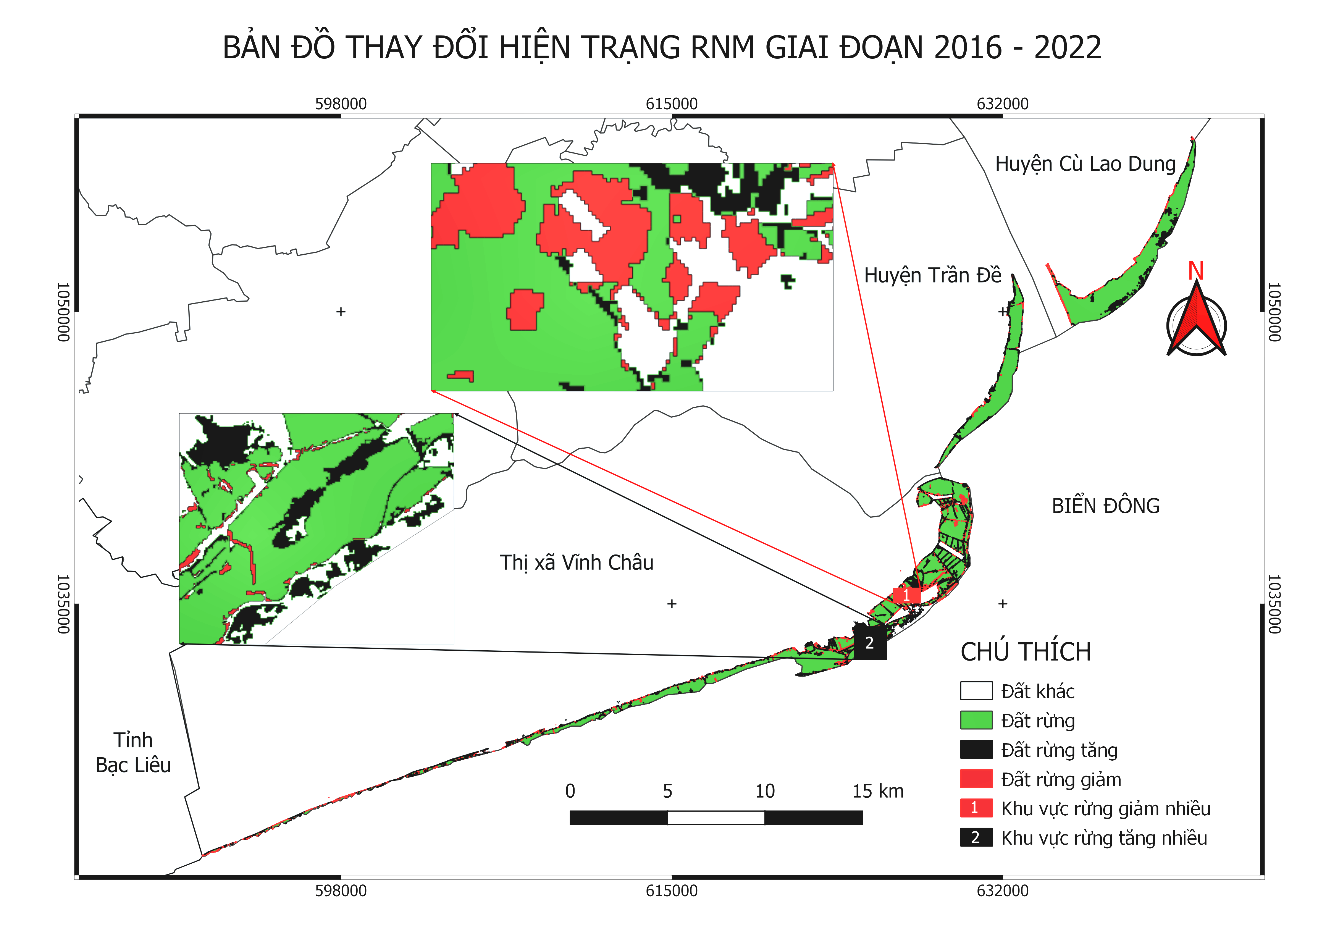 BẢN ĐỒ THAY ĐỔI HIỆN TRẠNG RNM GIAI ĐOẠN 2016 - 2022
598000
615000
632000
Huyện Cù Lao Dung
Huyện Trần Đề
N
1050000
1050000
BIỂN ĐÔNG
Thị xã Vĩnh Châu
1
2
1035000
1035000
Tỉnh
Bạc Liêu
CHÚ THÍCH
Đất khác
Đất rừng
Đất rừng tăng
Đất rừng giảm
1 Khu vực rừng giảm nhiều
2 Khu vực rừng tăng nhiều
0 5 10 15 km
598000
615000
632000